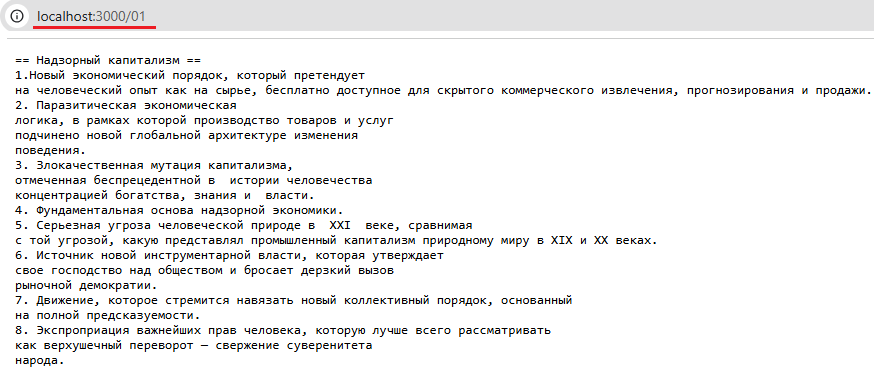 localhost:3000/01
== Надзорный капитализм ==
1.Новый экономический порядок, который претендует
на человеческий опыт как на сырье, бесплатно доступное для скрытого коммерческого извлечения, прогнозирования и продажи.
2. Паразитическая экономическая
логика, в рамках которой производство товаров и услуг
подчинено новой глобальной архитектуре изменения
поведения.
3. Злокачественная мутация капитализма,
отмеченная беспрецедентной в  истории человечества
концентрацией богатства, знания и  власти.
4. Фундаментальная основа надзорной экономики.
5. Серьезная угроза человеческой природе в  XXI  веке, сравнимая
с той угрозой, какую представлял промышленный капитализм природному миру в XIX и XX веках.
6. Источник новой инструментарной власти, которая утверждает
свое господство над обществом и бросает дерзкий вызов
рыночной демократии.
7. Движение, которое стремится навязать новый коллективный порядок, основанный
на полной предсказуемости.
8. Экспроприация важнейших прав человека, которую лучше всего рассматривать
как верхушечный переворот — свержение суверенитета
народа.